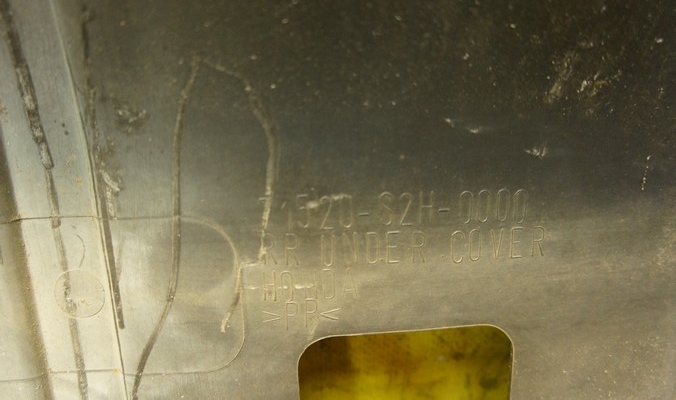 71520-S2H-0000
RR UNDER COVER
HONDA
>PP<